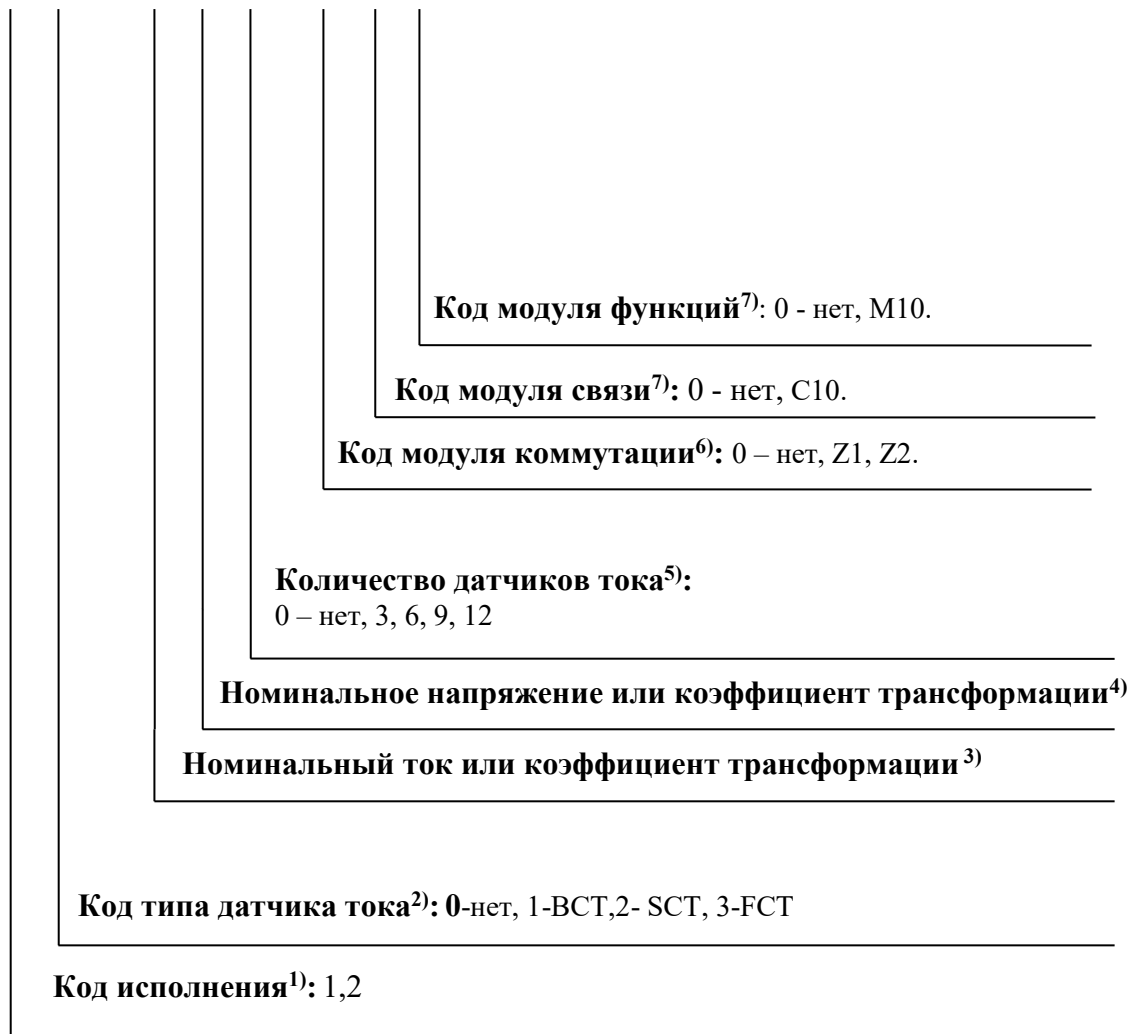 Код модуля функций7): 0 - нет, М10.
Код модуля связи7): 0 - нет, С10.
Код модуля коммутации6): 0 – нет, Z1, Z2.
Количество датчиков тока5):
0 – нет, 3, 6, 9, 12
Номинальное напряжение или коэффициент трансформации4)
Номинальный ток или коэффициент трансформации 3)
Код типа датчика тока2): 0-нет, 1-BCT,2- SCT, 3-FCT
Код исполнения1): 1,2